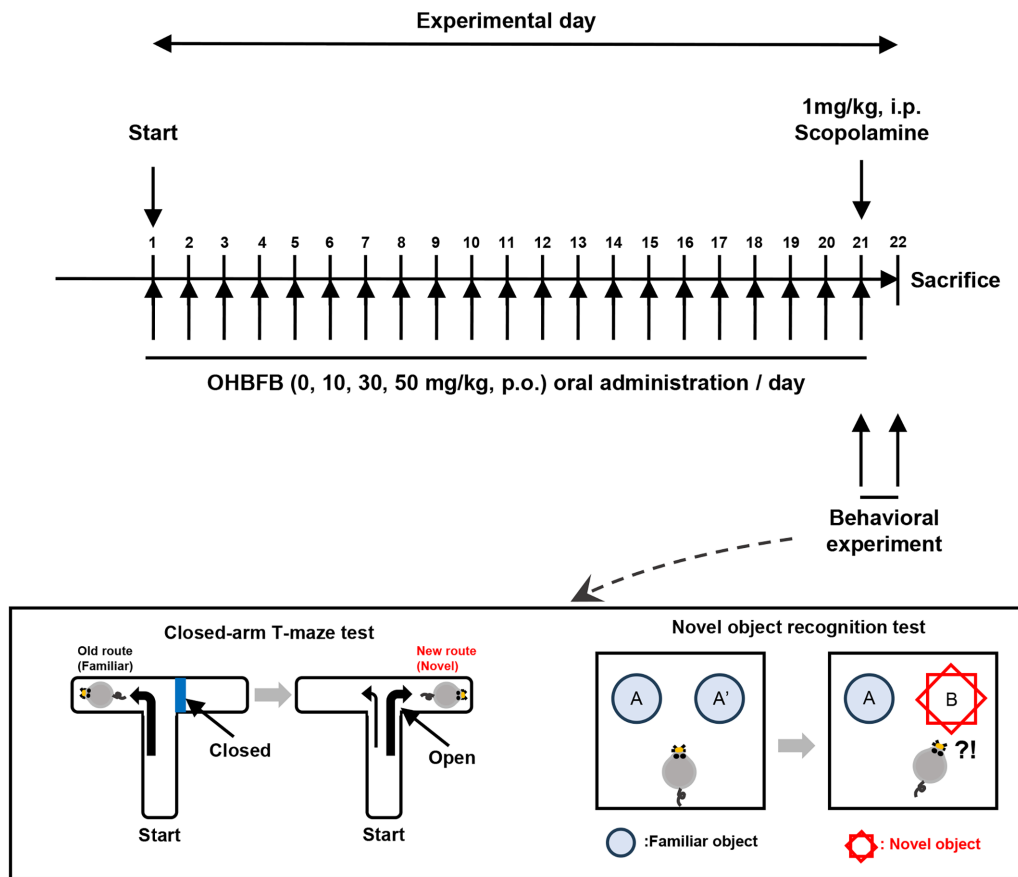 Experimental day
1mg/kg, i.p.
Scopolamine
Start
1 2 3 4 5 6 7 8 9 10 11 12 13 14 15 16 17 18 19 20 21 22
Sacrifice
OHBFB (0, 10, 30, 50 mg/kg, p.o.) oral administration / day
Behavioral
experiment
Closed-arm T-maze test
Old route
(Familiar)
New route
(Novel)
Closed
Open
Start
Start
Novel object recognition test
A
A'
A
B
?!
:Familiar object
: Novel object